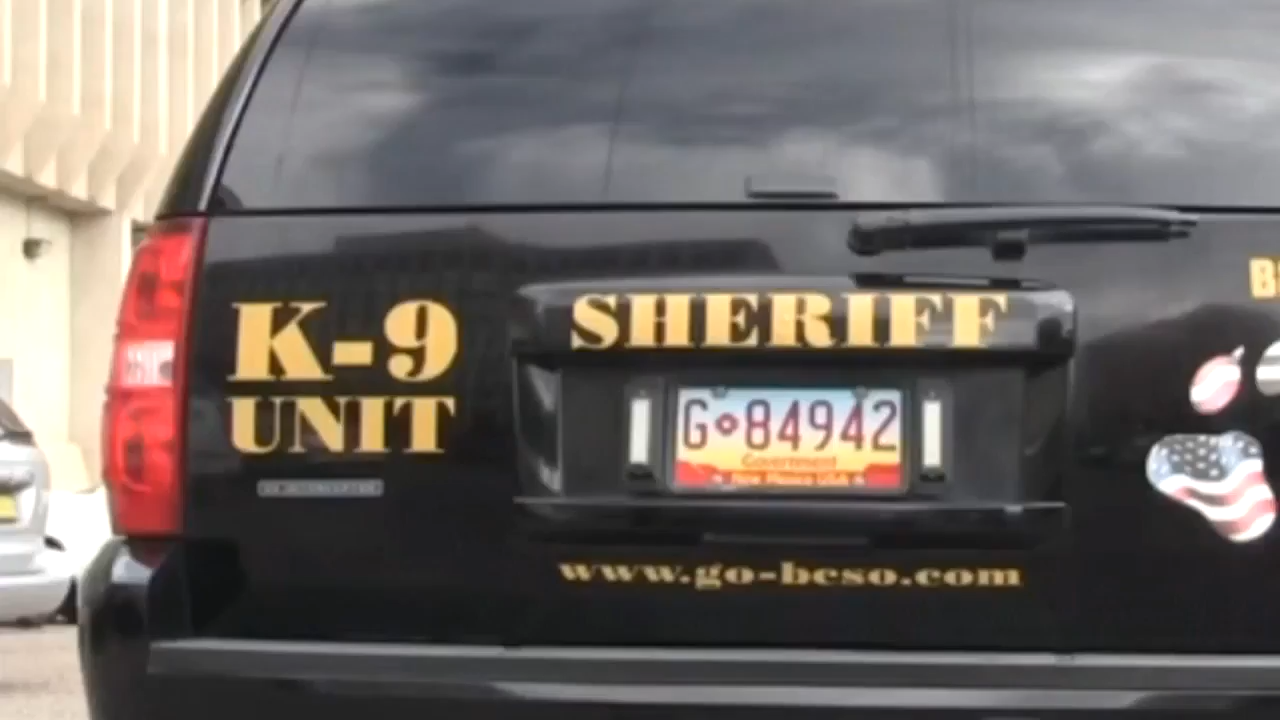 SHERIFF
K-9
UNIT
G 84942
Government
New Mexico USA
www.go-bcso.com